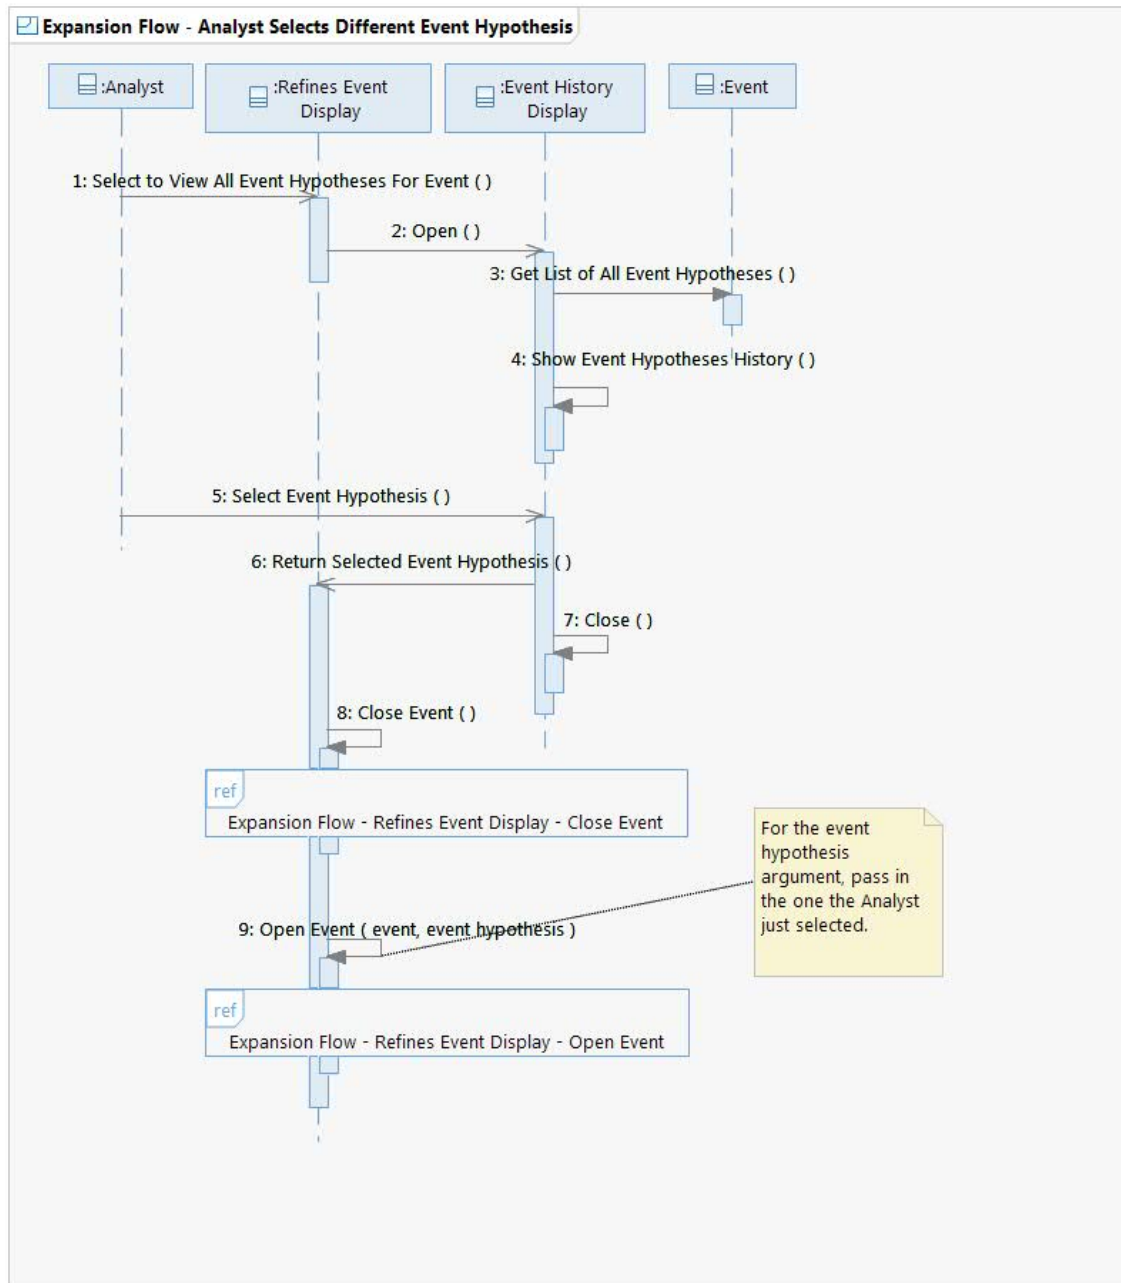 Expansion Flow - Analyst Selects Different Event Hypothesis
:Analyst
:Refines Event
Display
:Event History
Display
:Event
1: Select to View All Event Hypotheses For Event ( )
2: Open ( )
3: Get List of All Event Hypotheses ( )
4: Show Event Hypotheses History ( )
5: Select Event Hypothesis ( )
6: Return Selected Event Hypothesis ( )
7: Close ( )
8: Close Event ( )
ref
Expansion Flow - Refines Event Display - Close Event
For the event
hypothesis
argument, pass in
the one the Analyst
just selected.
9: Open Event ( event, event hypothesis )
ref
Expansion Flow - Refines Event Display - Open Event